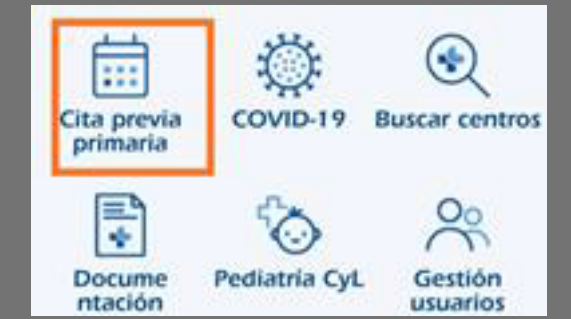 Cita previa
primaria
COVID-19
Buscar centros
Docume
ntación
Pediatría CyL
Gestión
usuarios